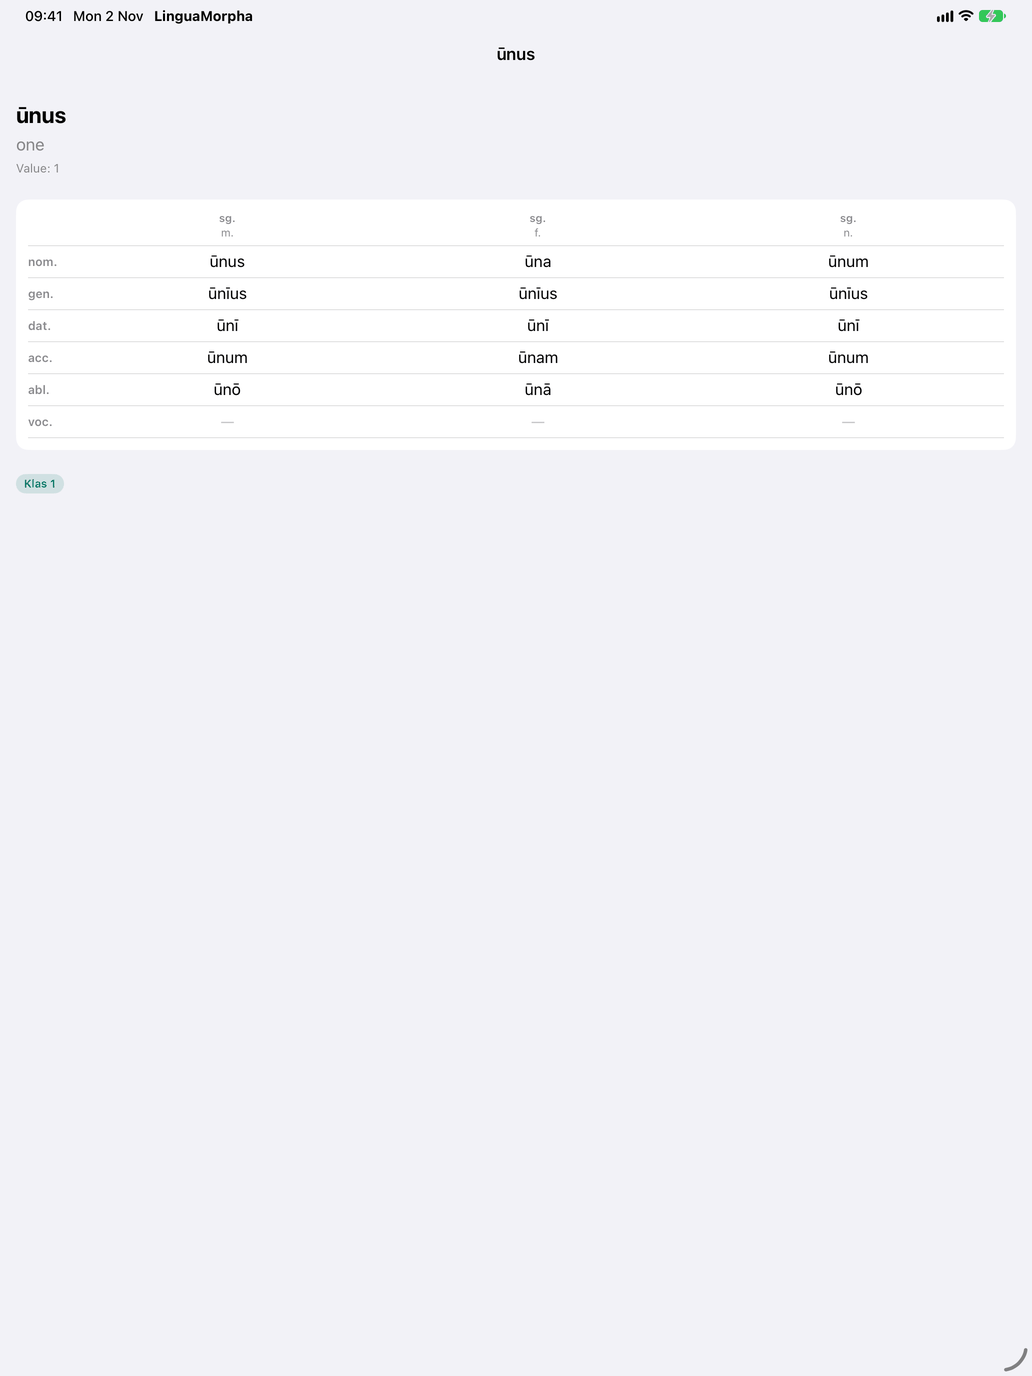 09:41 Mon 2 Nov LinguaMorpha
ūnus
ūnus
one
Value: 1
sg. sg. sg.
m. f. n.
nom. ūnus ūna ūnum
gen. ūnīus ūnīus ūnīus
dat. ūnī ūnī ūnī
acc. ūnum ūnam ūnum
abl. ūnō ūnā ūnō
voc. — — —
Klas 1